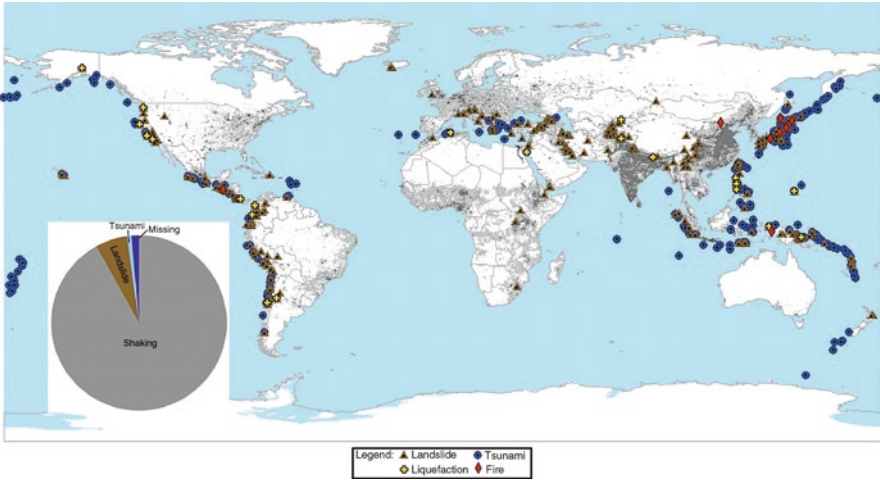 Tsunami
Missing
Landslide
Shaking
Legend: Landslide Tsunami
Liquefaction Fire